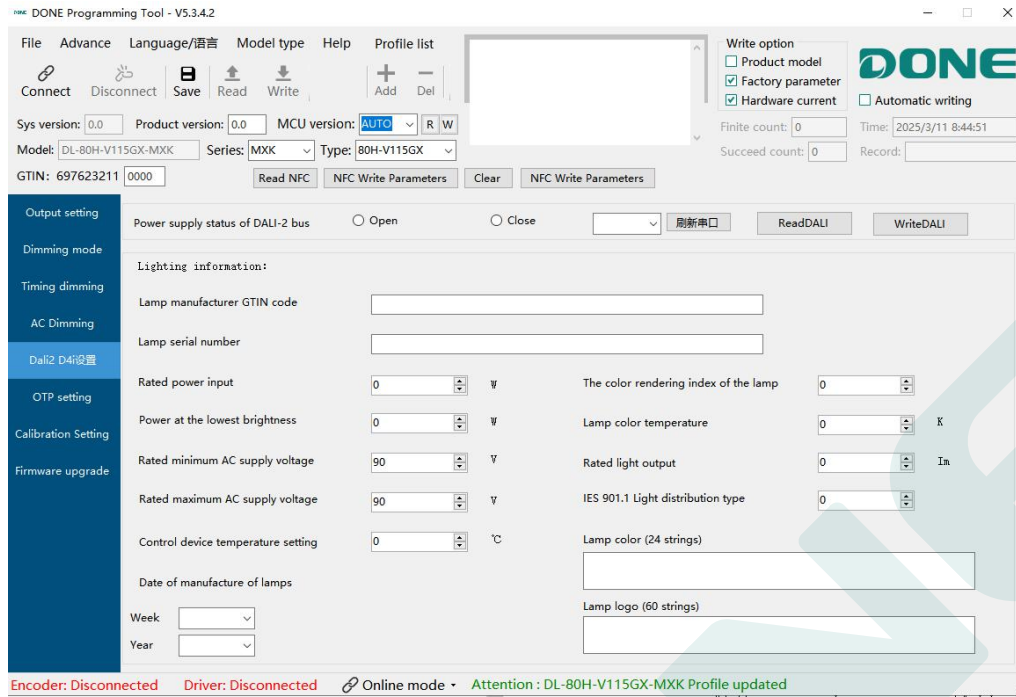 DONE DONE Programming Tool - V5.3.4.2
File Advance Language/语言 Model type Help Profile list
Connect Disconnect Save Read Write Add Del
Write option
Product model
Factory parameter
Hardware current
DONE
Automatic writing
Sys version: 0.0 Product version: 0.0 MCU version: AUTO R W
Finite count: 0 Time: 2025/3/11 8:44:51
Model: DL-80H-V115GX-MXK Series: MXK Type: 80H-V115GX
Succeed count: 0 Record:
GTIN: 697623211 0000 Read NFC NFC Write Parameters Clear NFC Write Parameters
Output setting
Dimming mode
Timing dimming
AC Dimming
Dali2 D4i设置
OTP setting
Calibration Setting
Firmware upgrade
Power supply status of DALI-2 bus Open Close 刷新串口 ReadDALI WriteDALI
Lighting information:
Lamp manufacturer GTIN code
Lamp serial number
Rated power input 0 W The color rendering index of the lamp 0
Power at the lowest brightness 0 W Lamp color temperature 0 K
Rated minimum AC supply voltage 90 V Rated light output 0 Im
Rated maximum AC supply voltage 90 V IES 901.1 Light distribution type 0
Control device temperature setting 0 ℃ Lamp color (24 strings)
Date of manufacture of lamps
Lamp logo (60 strings)
Week
Year
Encoder: Disconnected Driver: Disconnected Online mode Attention : DL-80H-V115GX-MXK Profile updated